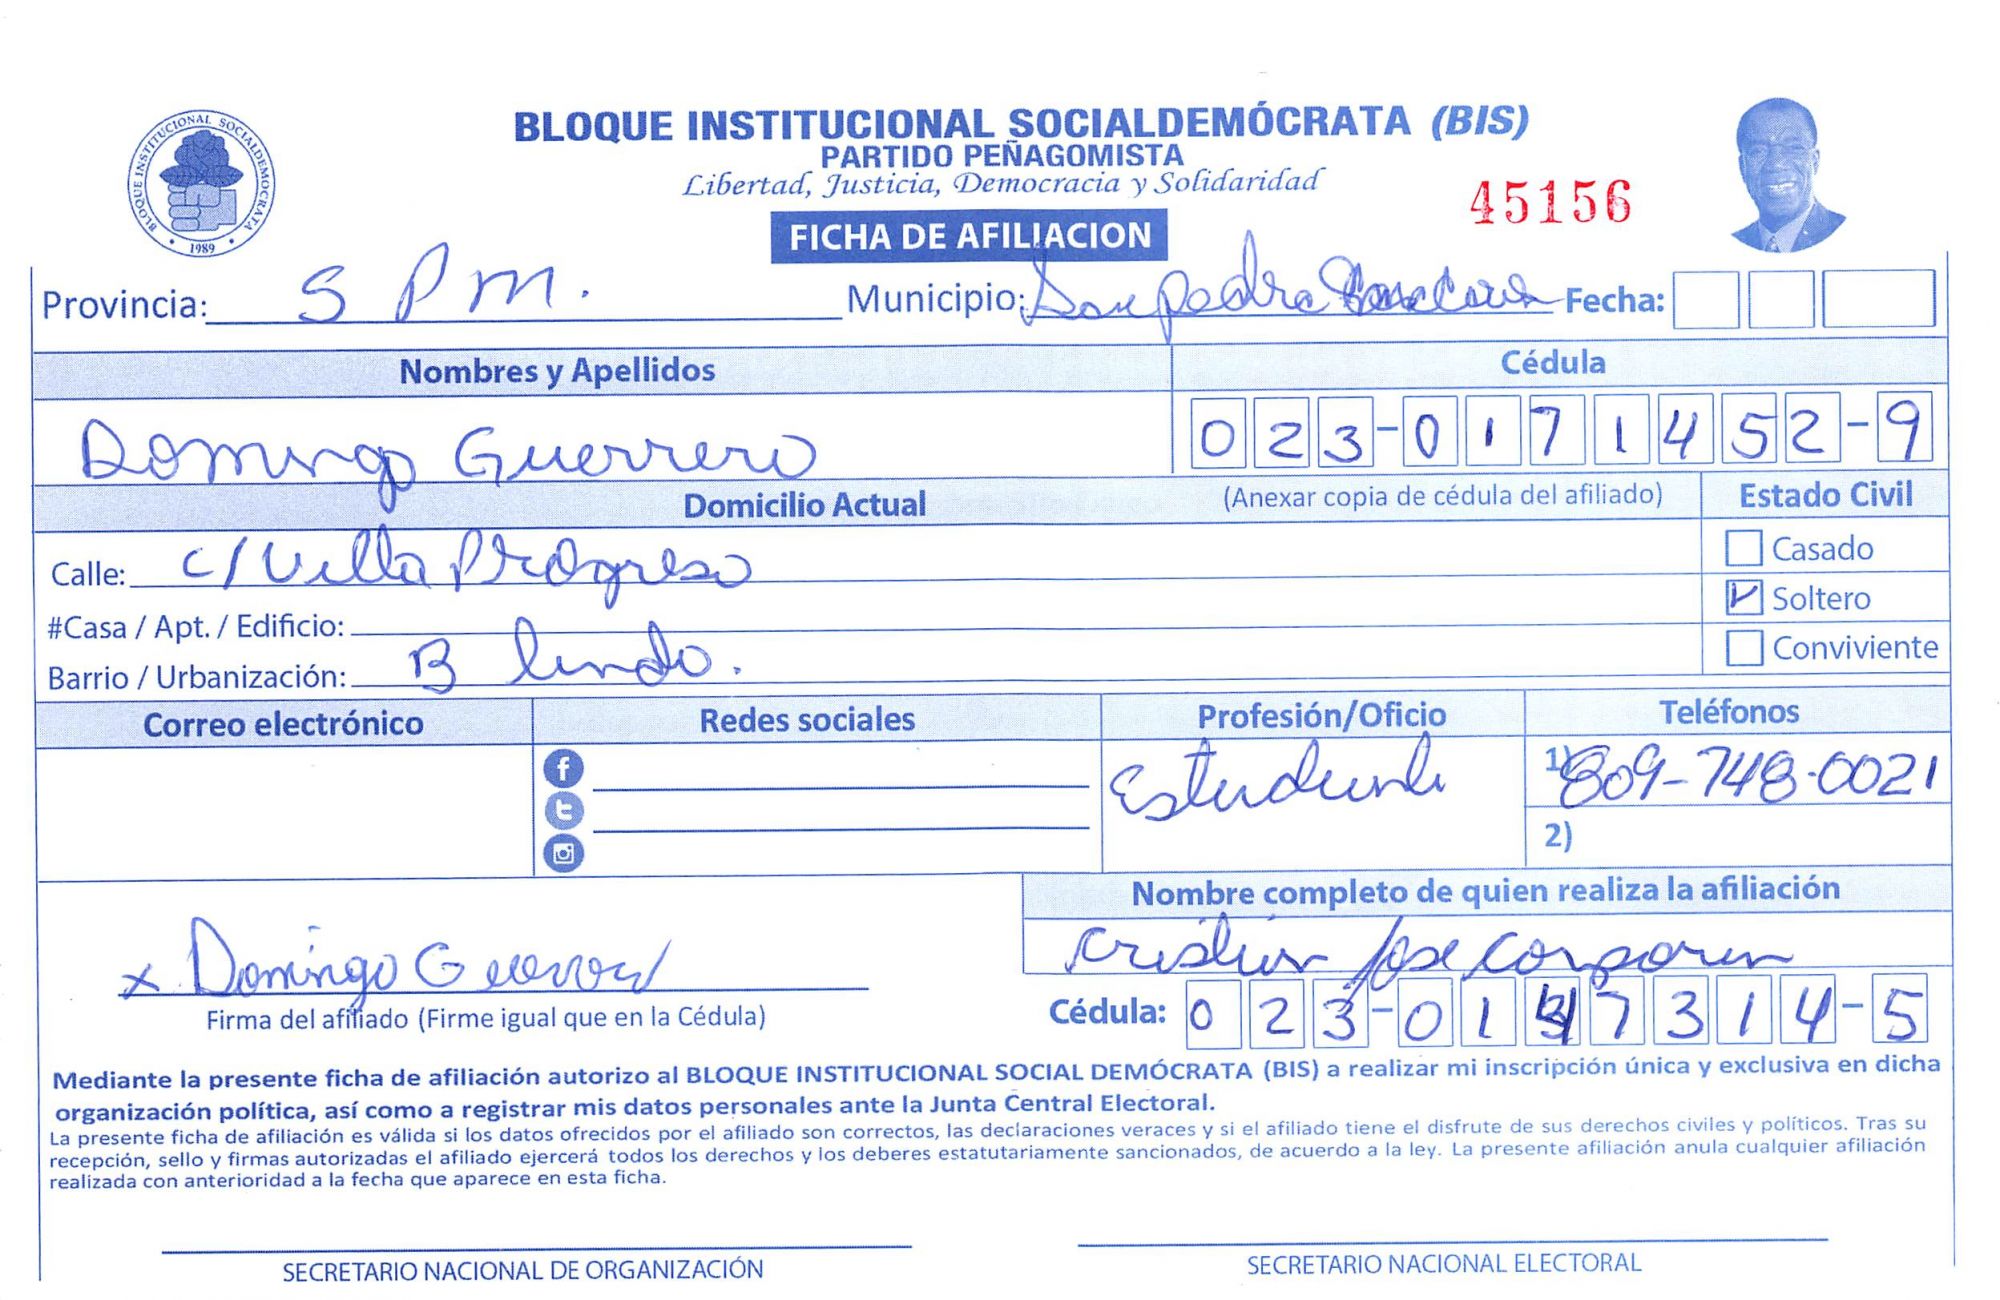 BLOQUE INSTITUCIONAL SOCIALDEMÓCRATA (BIS)
PARTIDO PEÑAGOMISTA
Libertad, Justicia, Democracia y Solidaridad
45156
FICHA DE AFILIACION
BLOQUE INSTITUCIONAL SOCIALDEMOCRATA
1989
Provincia: S P M. Municipio: San Pedro Fecha:
Nombres y Apellidos Cédula
Domingo Guerrero 023-0171452-9
Domicilio Actual (Anexar copia de cédula del afiliado) Estado Civil
Calle: c/ Villa Progreso Casado
#Casa / Apt. / Edificio: Soltero
Barrio / Urbanización: B lindo. Conviviente
Correo electrónico Redes sociales Profesión/Oficio Teléfonos
Estudiante 1) 809-748-0021
2)
Nombre completo de quien realiza la afiliación
Cristian Jose Corporan
x Domingo Guerrero
Firma del afiliado (Firme igual que en la Cédula) Cédula: 023-0147314-5
Mediante la presente ficha de afiliación autorizo al BLOQUE INSTITUCIONAL SOCIAL DEMÓCRATA (BIS) a realizar mi inscripción única y exclusiva en dicha
organización política, así como a registrar mis datos personales ante la Junta Central Electoral.
La presente ficha de afiliación es válida si los datos ofrecidos por el afiliado son correctos, las declaraciones veraces y si el afiliado tiene el disfrute de sus derechos civiles y políticos. Tras su
recepción, sello y firmas autorizadas el afiliado ejercerá todos los derechos y los deberes estatutariamente sancionados, de acuerdo a la ley. La presente afiliación anula cualquier afiliación
realizada con anterioridad a la fecha que aparece en esta ficha.
SECRETARIO NACIONAL DE ORGANIZACIÓN SECRETARIO NACIONAL ELECTORAL